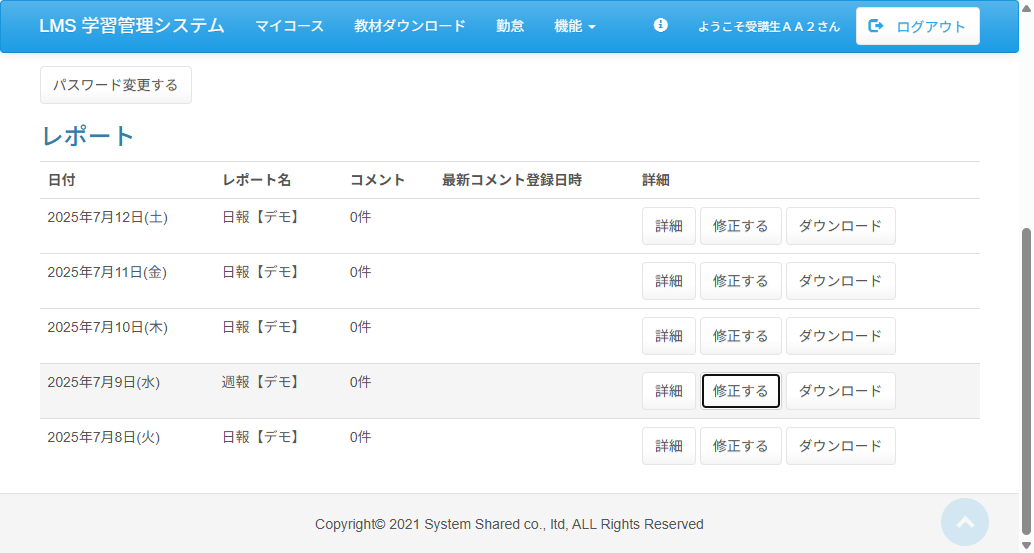 LMS 学習管理システム マイコース 教材ダウンロード 勤怠 機能 ようこそ受講生ＡＡ２さん ログアウト
パスワード変更する
レポート
日付 レポート名 コメント 最新コメント登録日時 詳細
2025年7月12日(土) 日報【デモ】 0件 詳細 修正する ダウンロード
2025年7月11日(金) 日報【デモ】 0件 詳細 修正する ダウンロード
2025年7月10日(木) 日報【デモ】 0件 詳細 修正する ダウンロード
2025年7月9日(水) 週報【デモ】 0件 詳細 修正する ダウンロード
2025年7月8日(火) 日報【デモ】 0件 詳細 修正する ダウンロード
Copyright© 2021 System Shared co., ltd, ALL Rights Reserved